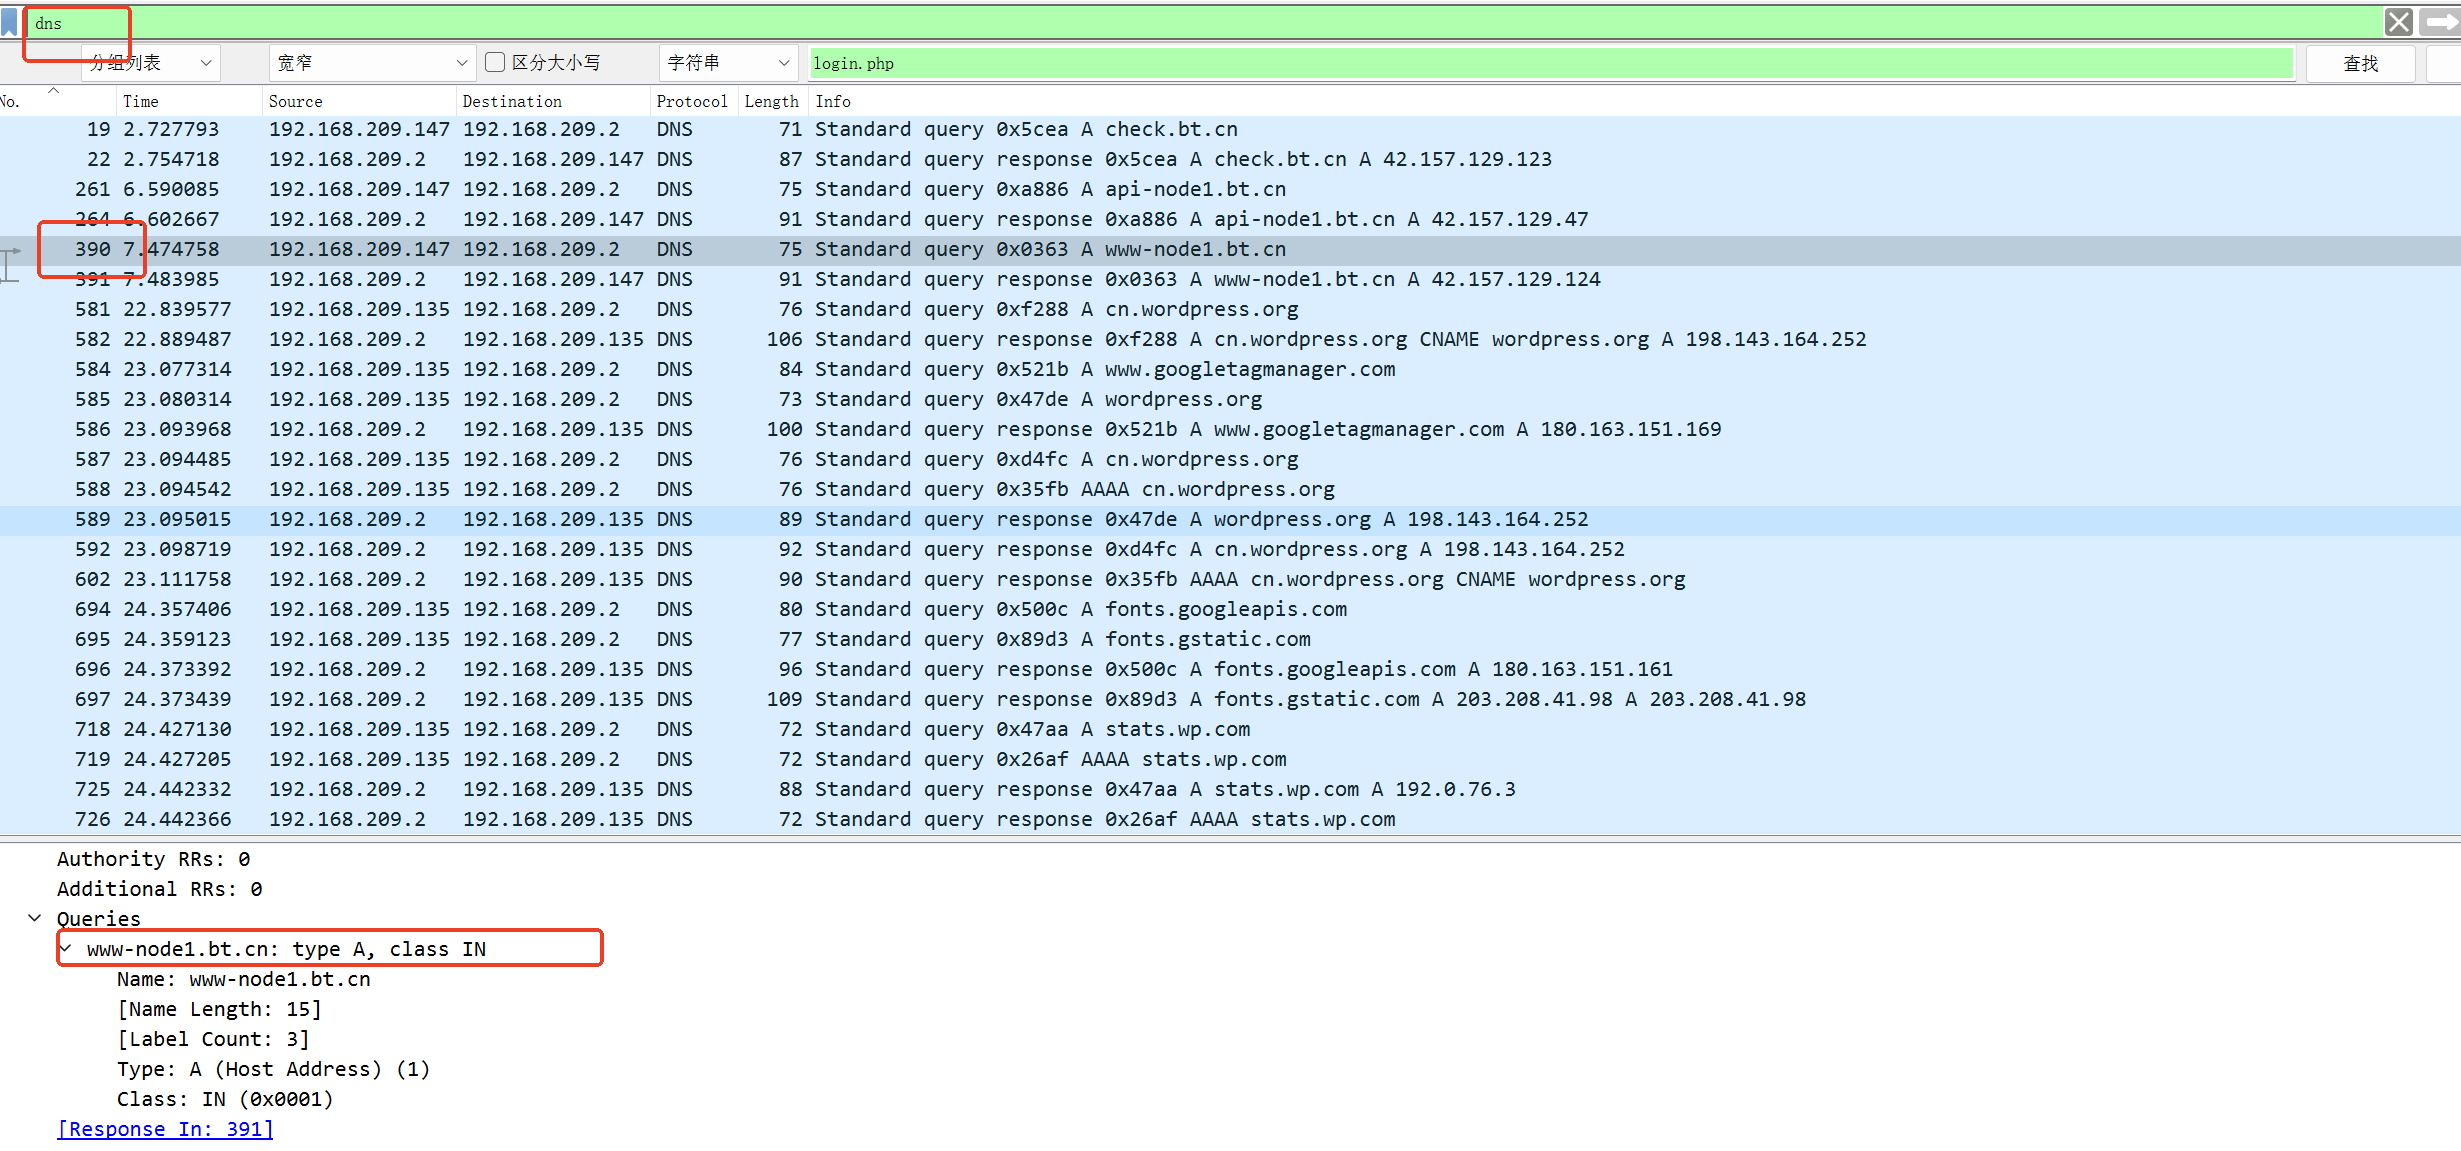 dns
分组列表 宽窄 区分大小写 字符串 login.php 查找
No. Time Source Destination Protocol Length Info
19 2.727793 192.168.209.147 192.168.209.2 DNS 71 Standard query 0x5cea A check.bt.cn
22 2.754718 192.168.209.2 192.168.209.147 DNS 87 Standard query response 0x5cea A check.bt.cn A 42.157.129.123
261 6.590085 192.168.209.147 192.168.209.2 DNS 75 Standard query 0xa886 A api-node1.bt.cn
264 6.602667 192.168.209.2 192.168.209.147 DNS 91 Standard query response 0xa886 A api-node1.bt.cn A 42.157.129.47
390 7.474758 192.168.209.147 192.168.209.2 DNS 75 Standard query 0x0363 A www-node1.bt.cn
391 7.483985 192.168.209.2 192.168.209.147 DNS 91 Standard query response 0x0363 A www-node1.bt.cn A 42.157.129.124
581 22.839577 192.168.209.135 192.168.209.2 DNS 76 Standard query 0xf288 A cn.wordpress.org
582 22.889487 192.168.209.2 192.168.209.135 DNS 106 Standard query response 0xf288 A cn.wordpress.org CNAME wordpress.org A 198.143.164.252
584 23.077314 192.168.209.135 192.168.209.2 DNS 84 Standard query 0x521b A www.googletagmanager.com
585 23.080314 192.168.209.135 192.168.209.2 DNS 73 Standard query 0x47de A wordpress.org
586 23.093968 192.168.209.2 192.168.209.135 DNS 100 Standard query response 0x521b A www.googletagmanager.com A 180.163.151.169
587 23.094485 192.168.209.135 192.168.209.2 DNS 76 Standard query 0xd4fc A cn.wordpress.org
588 23.094542 192.168.209.135 192.168.209.2 DNS 76 Standard query 0x35fb AAAA cn.wordpress.org
589 23.095015 192.168.209.2 192.168.209.135 DNS 89 Standard query response 0x47de A wordpress.org A 198.143.164.252
592 23.098719 192.168.209.2 192.168.209.135 DNS 92 Standard query response 0xd4fc A cn.wordpress.org A 198.143.164.252
602 23.111758 192.168.209.2 192.168.209.135 DNS 90 Standard query response 0x35fb AAAA cn.wordpress.org CNAME wordpress.org
694 24.357406 192.168.209.135 192.168.209.2 DNS 80 Standard query 0x500c A fonts.googleapis.com
695 24.359123 192.168.209.135 192.168.209.2 DNS 77 Standard query 0x89d3 A fonts.gstatic.com
696 24.373392 192.168.209.2 192.168.209.135 DNS 96 Standard query response 0x500c A fonts.googleapis.com A 180.163.151.161
697 24.373439 192.168.209.2 192.168.209.135 DNS 109 Standard query response 0x89d3 A fonts.gstatic.com A 203.208.41.98 A 203.208.41.98
718 24.427130 192.168.209.135 192.168.209.2 DNS 72 Standard query 0x47aa A stats.wp.com
719 24.427205 192.168.209.135 192.168.209.2 DNS 72 Standard query 0x26af AAAA stats.wp.com
725 24.442332 192.168.209.2 192.168.209.135 DNS 88 Standard query response 0x47aa A stats.wp.com A 192.0.76.3
726 24.442366 192.168.209.2 192.168.209.135 DNS 72 Standard query response 0x26af AAAA stats.wp.com
Authority RRs: 0
Additional RRs: 0
Queries
www-node1.bt.cn: type A, class IN
Name: www-node1.bt.cn
[Name Length: 15]
[Label Count: 3]
Type: A (Host Address) (1)
Class: IN (0x0001)
[Response In: 391]